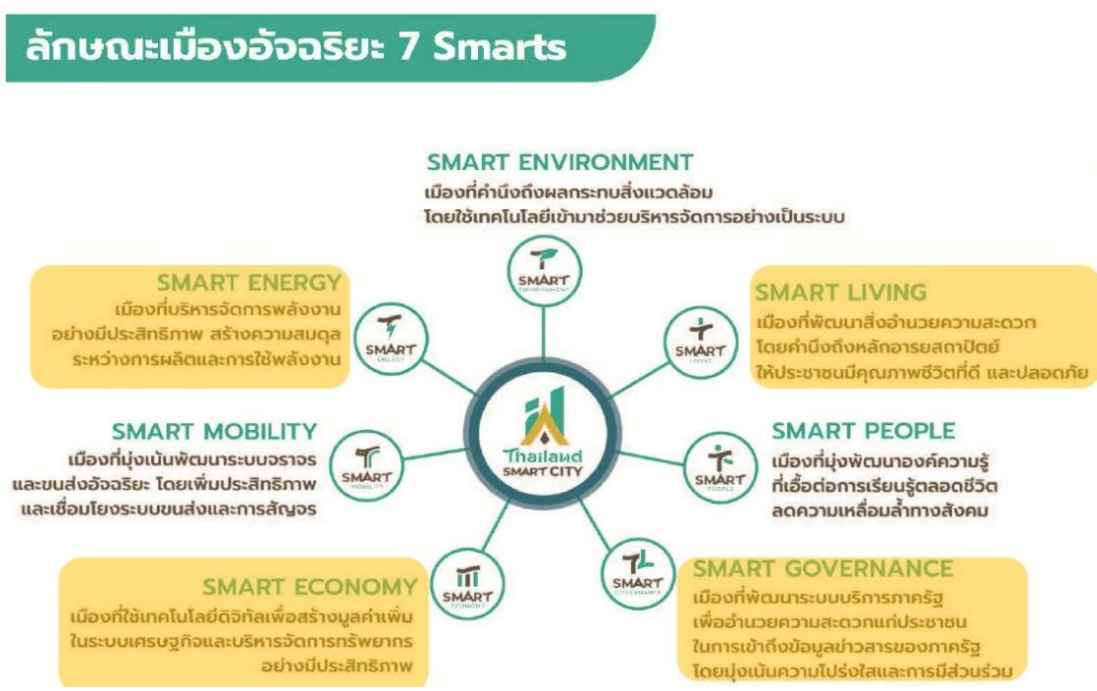 ลักษณะเมืองอัจฉริยะ 7 Smarts
SMART ENVIRONMENT
เมืองที่คำนึงถึงผลกระทบสิ่งแวดล้อม
โดยใช้เทคโนโลยีเข้ามาช่วยบริหารจัดการอย่างเป็นระบบ
SMART
ENVIRONMENT
SMART ENERGY
เมืองที่บริหารจัดการพลังงาน
อย่างมีประสิทธิภาพ สร้างความสมดุล
ระหว่างการผลิตและการใช้พลังงาน
SMART
ENERGY
SMART LIVING
เมืองที่พัฒนาสิ่งอำนวยความสะดวก
โดยคำนึงถึงหลักอารยสถาปัตย์
ให้ประชาชนมีคุณภาพชีวิตที่ดี และปลอดภัย
SMART
LIVING
Thailand
SMART CITY
SMART MOBILITY
เมืองที่มุ่งเน้นพัฒนาระบบจราจร
และขนส่งอัจฉริยะ โดยเพิ่มประสิทธิภาพ
และเชื่อมโยงระบบขนส่งและการสัญจร
SMART
MOBILITY
SMART PEOPLE
เมืองที่มุ่งพัฒนาองค์ความรู้
ที่เอื้อต่อการเรียนรู้ตลอดชีวิต
ลดความเหลื่อมล้ำทางสังคม
SMART
PEOPLE
SMART ECONOMY
เมืองที่ใช้เทคโนโลยีดิจิทัลเพื่อสร้างมูลค่าเพิ่ม
ในระบบเศรษฐกิจและบริหารจัดการทรัพยากร
อย่างมีประสิทธิภาพ
SMART
ECONOMY
SMART GOVERNANCE
เมืองที่พัฒนาระบบบริการภาครัฐ
เพื่ออำนวยความสะดวกแก่ประชาชน
ในการเข้าถึงข้อมูลข่าวสารของภาครัฐ
โดยมุ่งเน้นความโปร่งใสและการมีส่วนร่วม
SMART
GOVERNANCE